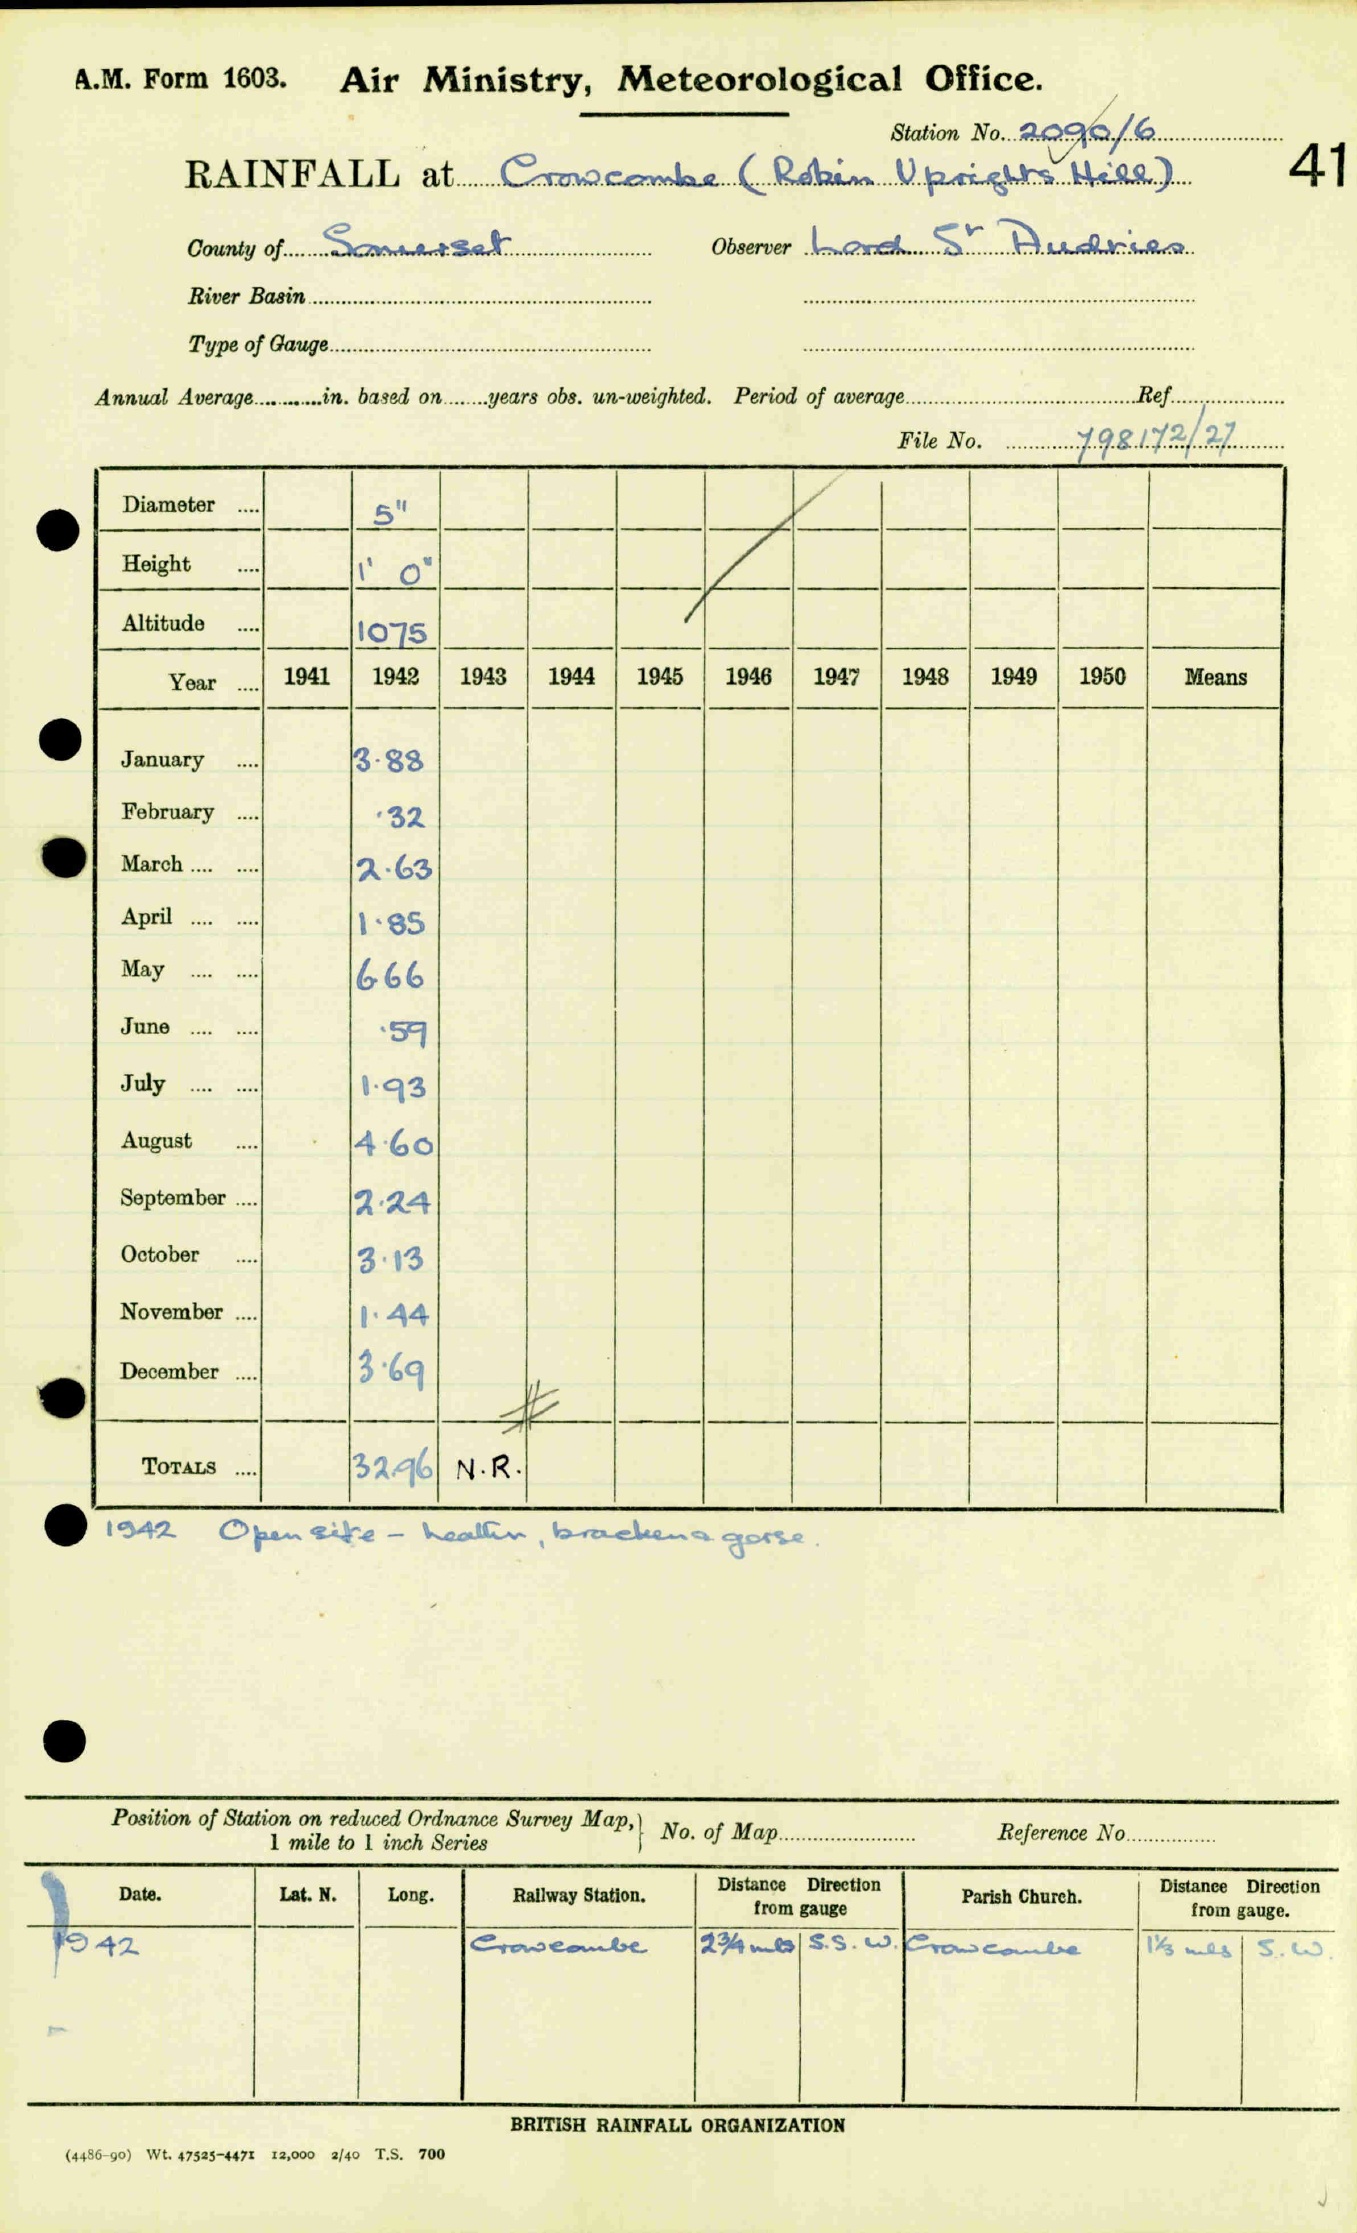 A.M. Form 1603. Air Ministry, Meteorological Office.
Station No. 2090/6
41
RAINFALL at Crowcombe (Robin Uprights Hill)
County of Somerset Observer Lord St Audries
River Basin
Type of Gauge
Annual Average in. based on years obs. un-weighted. Period of average Ref.
File No. 798172/27
Diameter 5"
Height 1' 0"
Altitude 1075
Year 1941 1942 1943 1944 1945 1946 1947 1948 1949 1950 Means
January 3.88
February .32
March 2.63
April 1.85
May 6.66
June .59
July 1.93
August 4.60
September 2.24
October 3.13
November 1.44
December 3.69
TOTALS 32.96 N.R.
1942 Open site - heather, bracken & gorse.
Position of Station on reduced Ordnance Survey Map, } No. of Map Reference No.
1 mile to 1 inch Series
Date. Lat. N. Long. Railway Station. Distance from gauge Direction Parish Church. Distance from gauge. Direction
1942 Crowcombe 2¾ mls S.S.W. Crowcombe 1⅓ mls S.W.
BRITISH RAINFALL ORGANIZATION
(4486-90) Wt. 47525-4471 12,000 2/40 T.S. 700